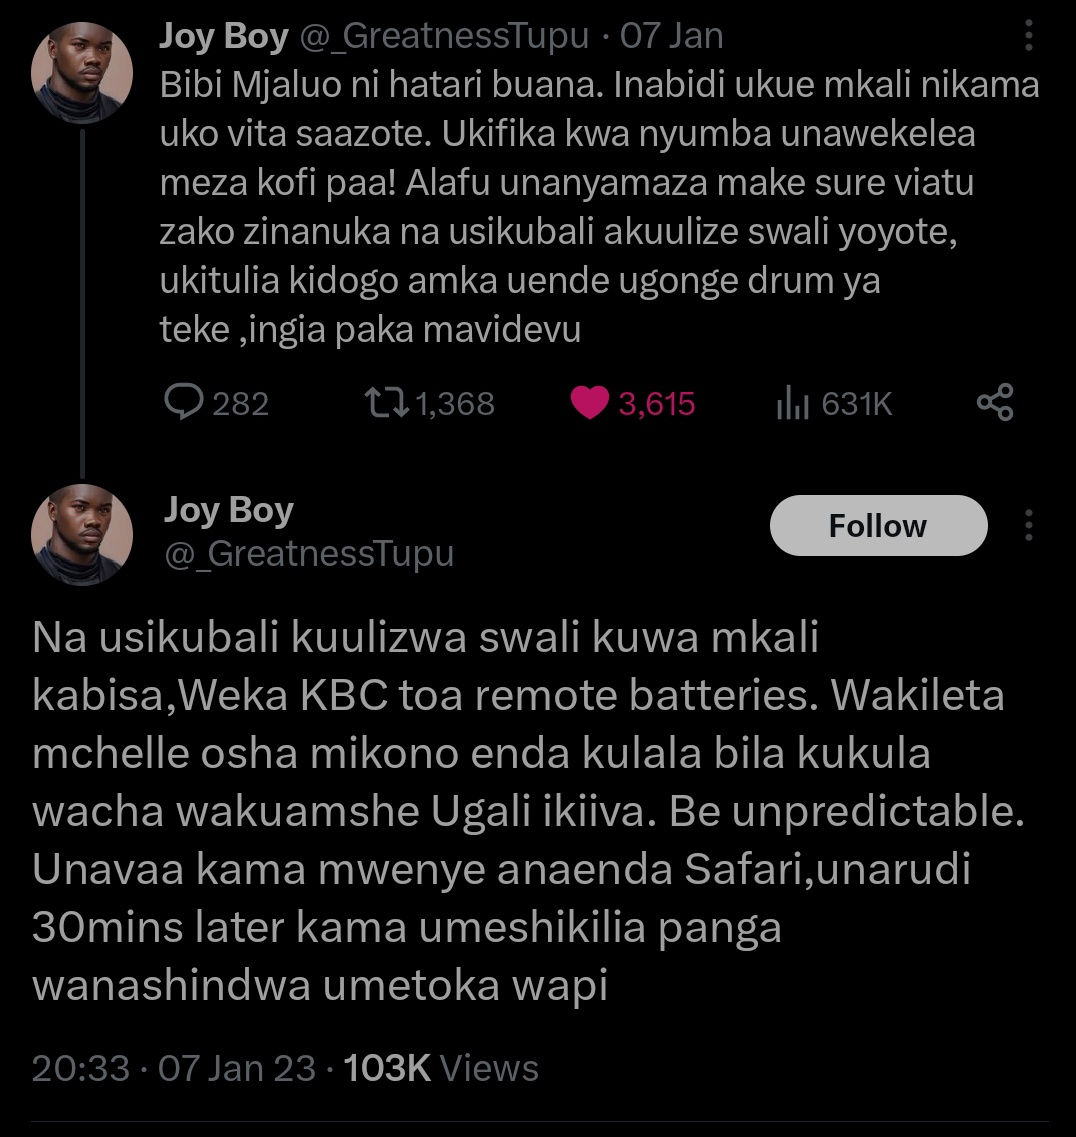 Joy Boy @_GreatnessTupu · 07 Jan
Bibi Mjaluo ni hatari buana. Inabidi ukue mkali nikama
uko vita saazote. Ukifika kwa nyumba unawekelea
meza kofi paa! Alafu unanyamaza make sure viatu
zako zinanuka na usikubali akuulize swali yoyote,
ukitulia kidogo amka uende ugonge drum ya
teke ,ingia paka mavidevu
282 1,368 3,615 631K
Joy Boy
@_GreatnessTupu
Follow
Na usikubali kuulizwa swali kuwa mkali
kabisa,Weka KBC toa remote batteries. Wakileta
mchelle osha mikono enda kulala bila kukula
wacha wakuamshe Ugali ikiiva. Be unpredictable.
Unavaa kama mwenye anaenda Safari,unarudi
30mins later kama umeshikilia panga
wanashindwa umetoka wapi
20:33 · 07 Jan 23 · 103K Views